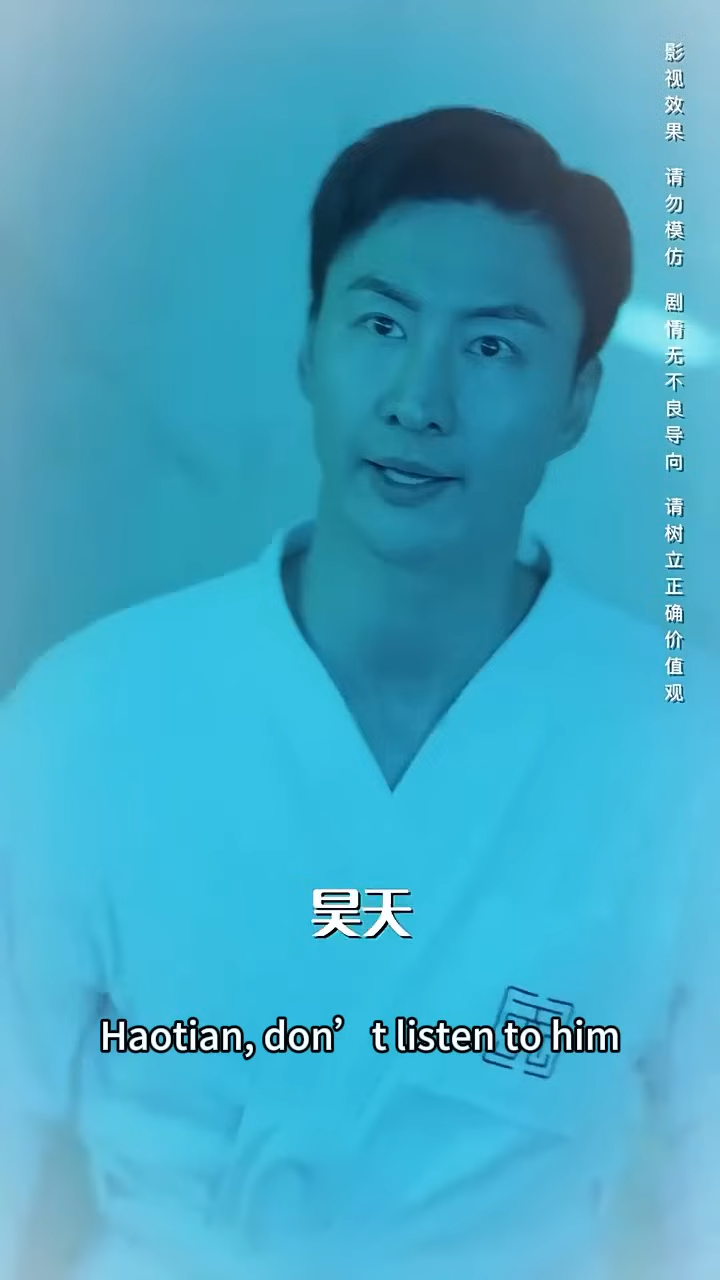 影视效果 请勿模仿 剧情无不良导向 请树立正确价值观
昊天
Haotian, don’t listen to him